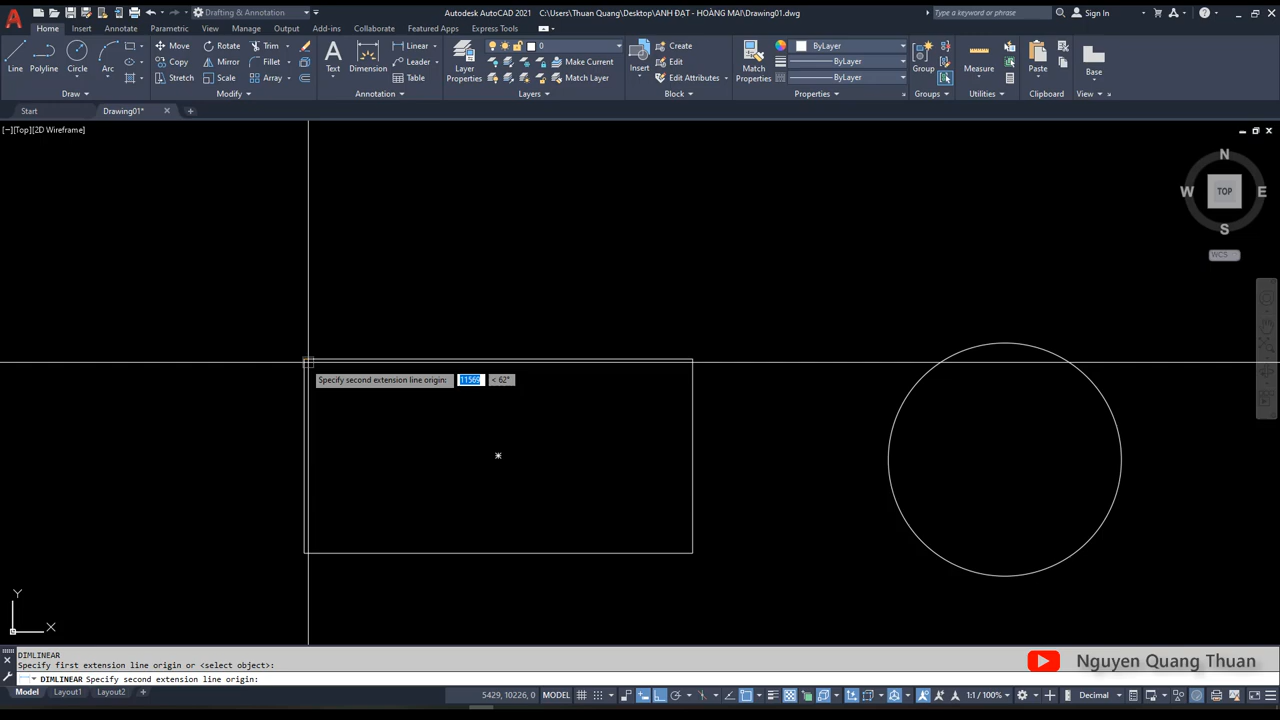 Autodesk AutoCAD 2021 C:\Users\Thuan Quang\Desktop\ANH ĐẠT - HOÀNG MAI\Drawing01.dwg
Drafting & Annotation
Type a keyword or phrase
Sign In
Home Insert Annotate Parametric View Manage Output Add-ins Collaborate Featured Apps Express Tools
Line Polyline Circle Arc
Move Rotate Trim
Copy Mirror Fillet
Stretch Scale Array
Text Dimension
Linear
Leader
Table
Layer Properties
0
Make Current
Match Layer
Insert
Create
Edit
Edit Attributes
Match Properties
ByLayer
ByLayer
ByLayer
Group
Measure
Paste
Base
Draw Modify Annotation Layers Block Properties Groups Utilities Clipboard View
Start Drawing01*
[−][Top][2D Wireframe]
N
W TOP E
S
WCS
Specify second extension line origin: 11569 < 62°
Y
X
DIMLINEAR
Specify first extension line origin or <select object>:
DIMLINEAR Specify second extension line origin:
Nguyen Quang Thuan
Model Layout1 Layout2
5429, 10226, 0 MODEL
1:1 / 100%
Decimal